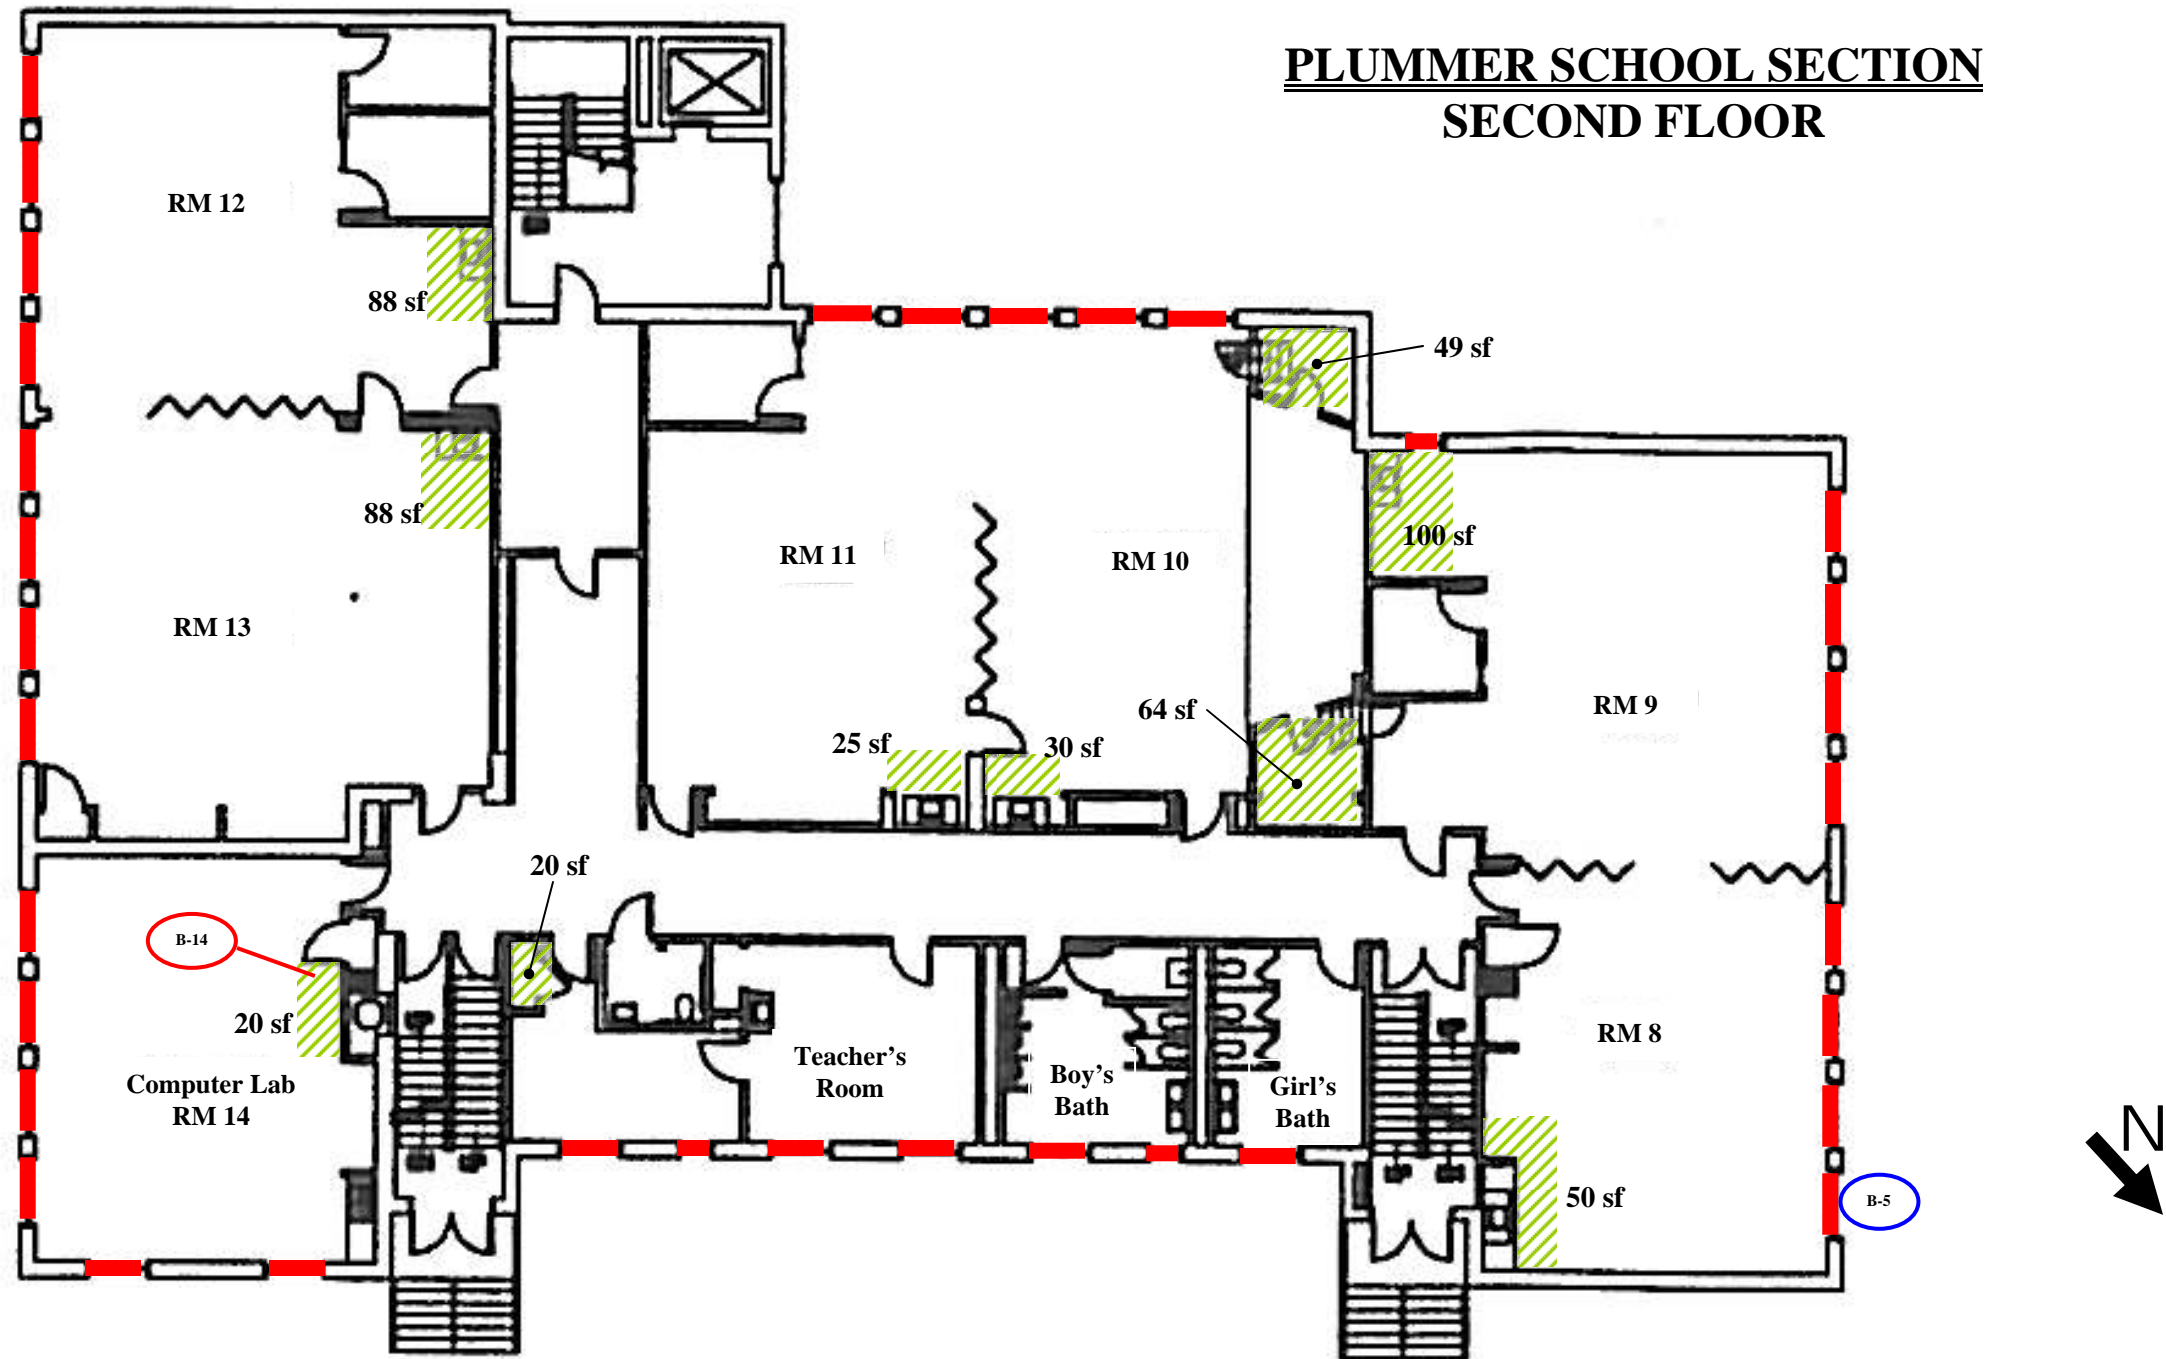 PLUMMER SCHOOL SECTION
SECOND FLOOR
RM 12
88 sf
49 sf
88 sf
100 sf
RM 11
RM 10
RM 13
RM 9
64 sf
25 sf
30 sf
20 sf
B-14
20 sf
RM 8
Teacher’s
Room
Boy’s
Bath
Girl’s
Bath
Computer Lab
RM 14
N
50 sf
B-5